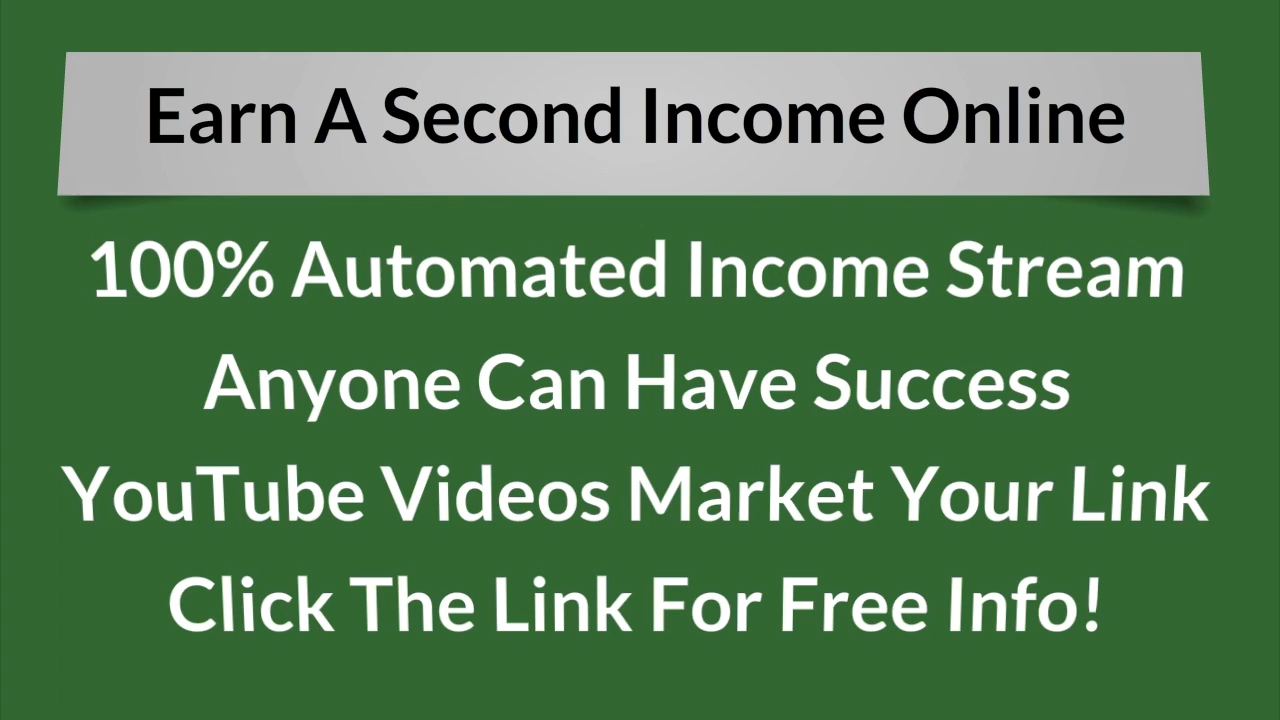 Earn A Second Income Online
100% Automated Income Stream
Anyone Can Have Success
YouTube Videos Market Your Link
Click The Link For Free Info!